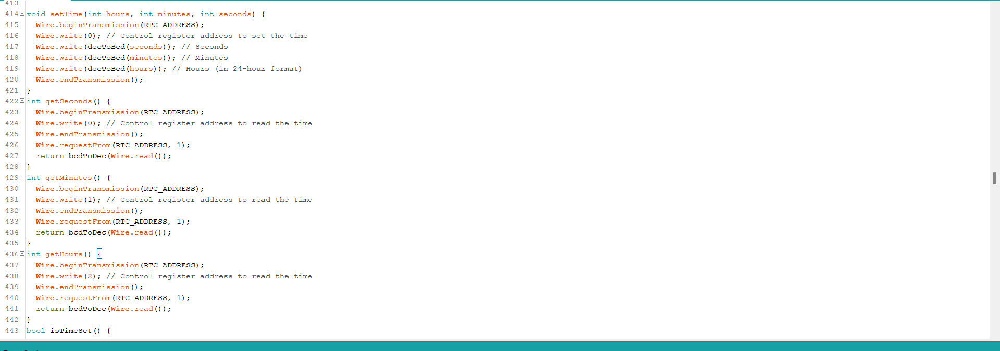 413
414 void setTime(int hours, int minutes, int seconds) {
415   Wire.beginTransmission(RTC_ADDRESS);
416   Wire.write(0); // Control register address to set the time
417   Wire.write(decToBcd(seconds)); // Seconds
418   Wire.write(decToBcd(minutes)); // Minutes
419   Wire.write(decToBcd(hours)); // Hours (in 24-hour format)
420   Wire.endTransmission();
421 }
422 int getSeconds() {
423   Wire.beginTransmission(RTC_ADDRESS);
424   Wire.write(0); // Control register address to read the time
425   Wire.endTransmission();
426   Wire.requestFrom(RTC_ADDRESS, 1);
427   return bcdToDec(Wire.read());
428 }
429 int getMinutes() {
430   Wire.beginTransmission(RTC_ADDRESS);
431   Wire.write(1); // Control register address to read the time
432   Wire.endTransmission();
433   Wire.requestFrom(RTC_ADDRESS, 1);
434   return bcdToDec(Wire.read());
435 }
436 int getHours() {
437   Wire.beginTransmission(RTC_ADDRESS);
438   Wire.write(2); // Control register address to read the time
439   Wire.endTransmission();
440   Wire.requestFrom(RTC_ADDRESS, 1);
441   return bcdToDec(Wire.read());
442 }
443 bool isTimeSet() {